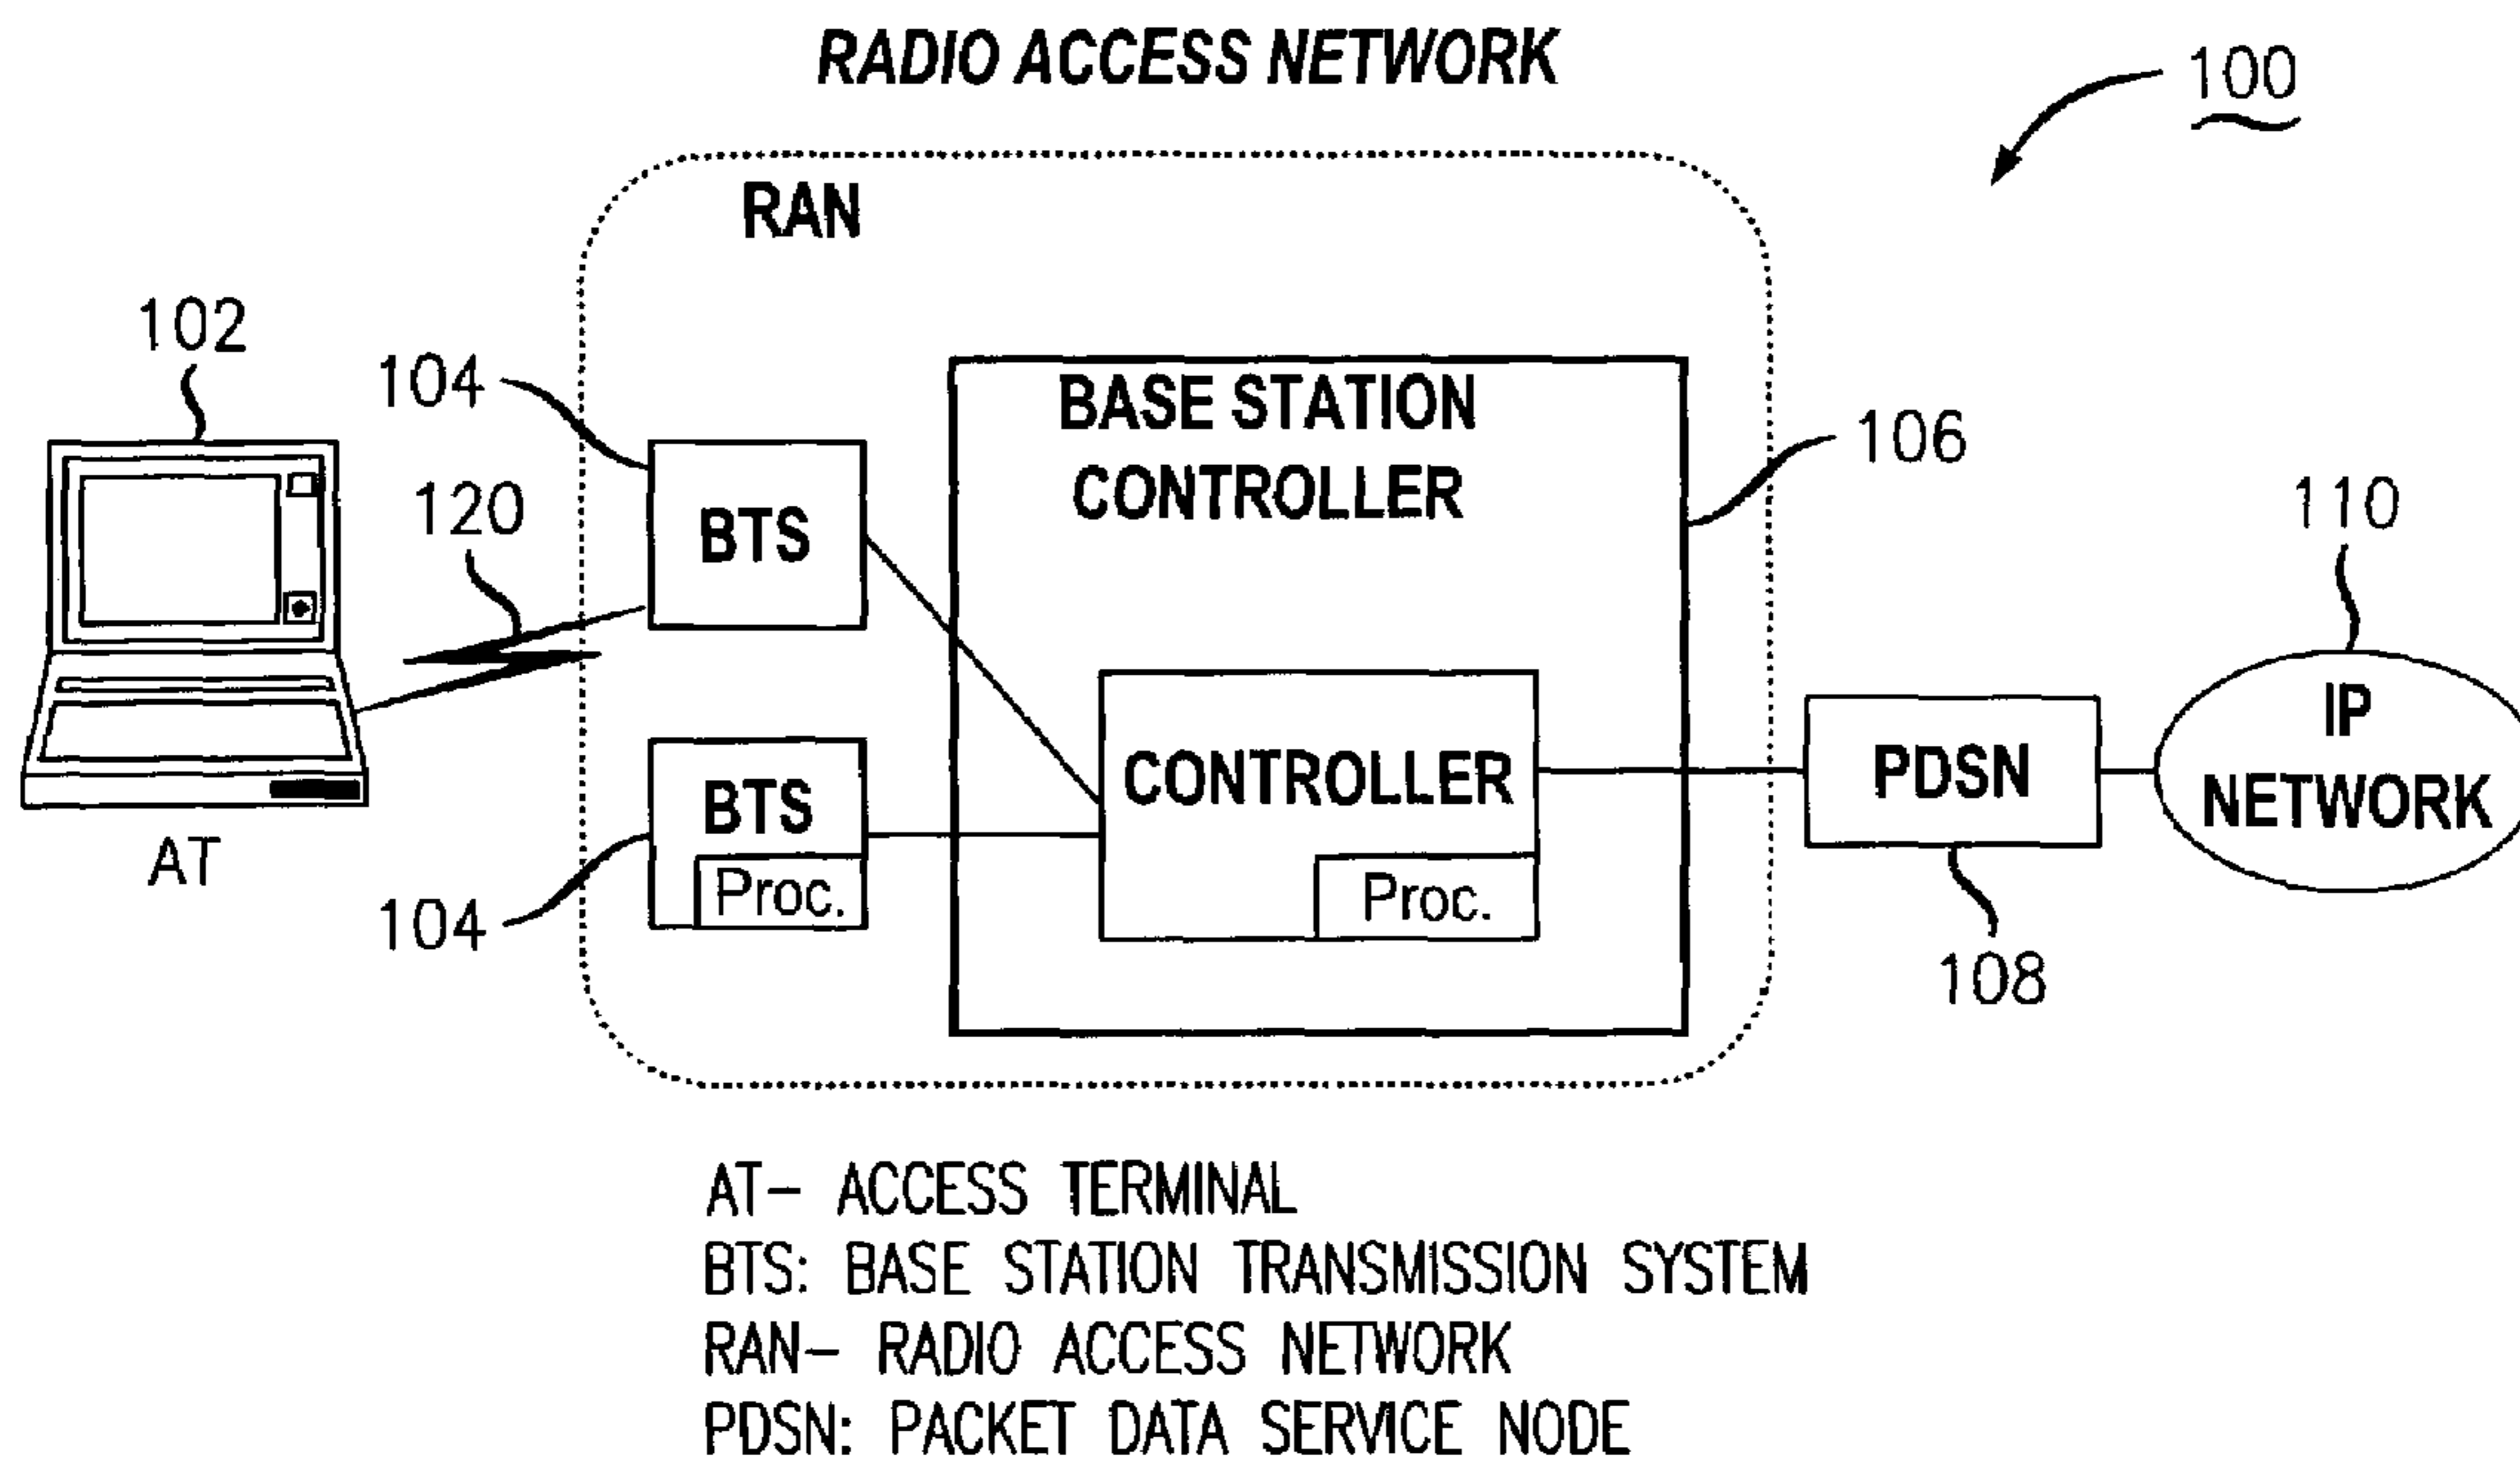 RADIO ACCESS NETWORK
100
RAN
102
104
120
BTS
BASE STATION
CONTROLLER
106
110
CONTROLLER
Proc.
BTS
Proc.
104
AT
PDSN
108
IP
NETWORK
AT– ACCESS TERMINAL
BTS: BASE STATION TRANSMISSION SYSTEM
RAN– RADIO ACCESS NETWORK
PDSN: PACKET DATA SERVICE NODE